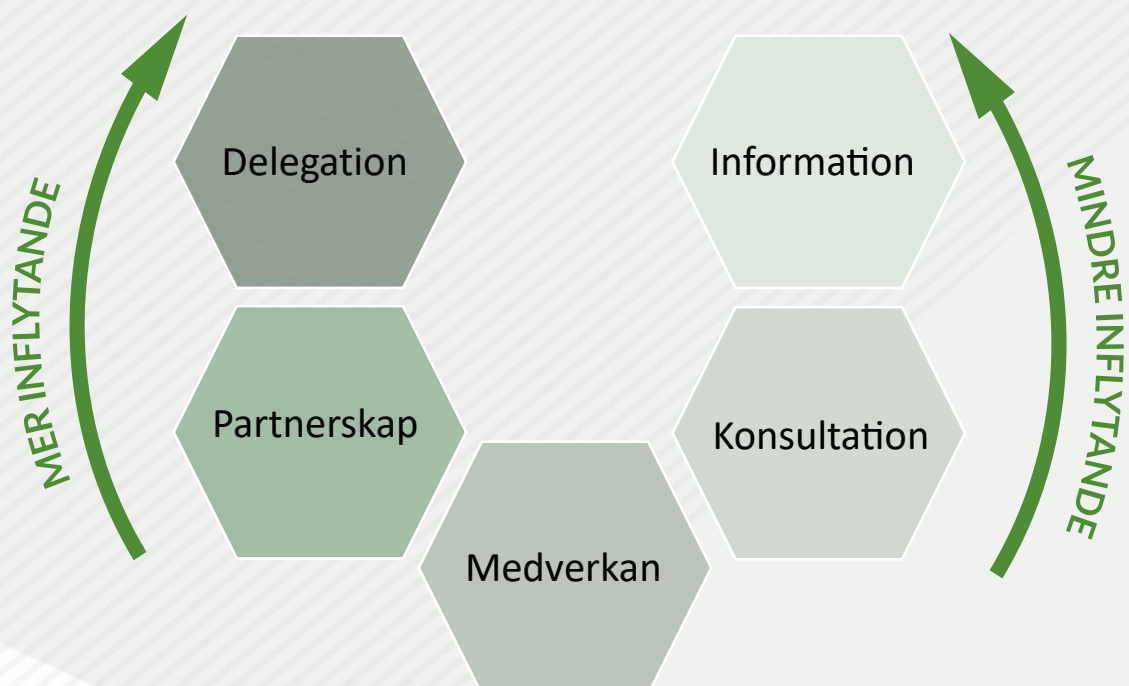 Delegation
Information
MER INFLYTANDE
MINDRE INFLYTANDE
Partnerskap
Konsultation
Medverkan